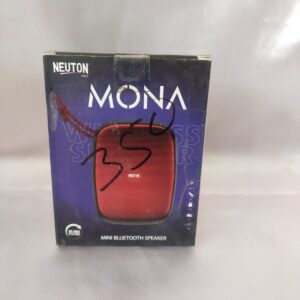 NEUTON
MONA
WIRELESS
SPEAKER
350
NEUTON
MINI BLUETOOTH SPEAKER